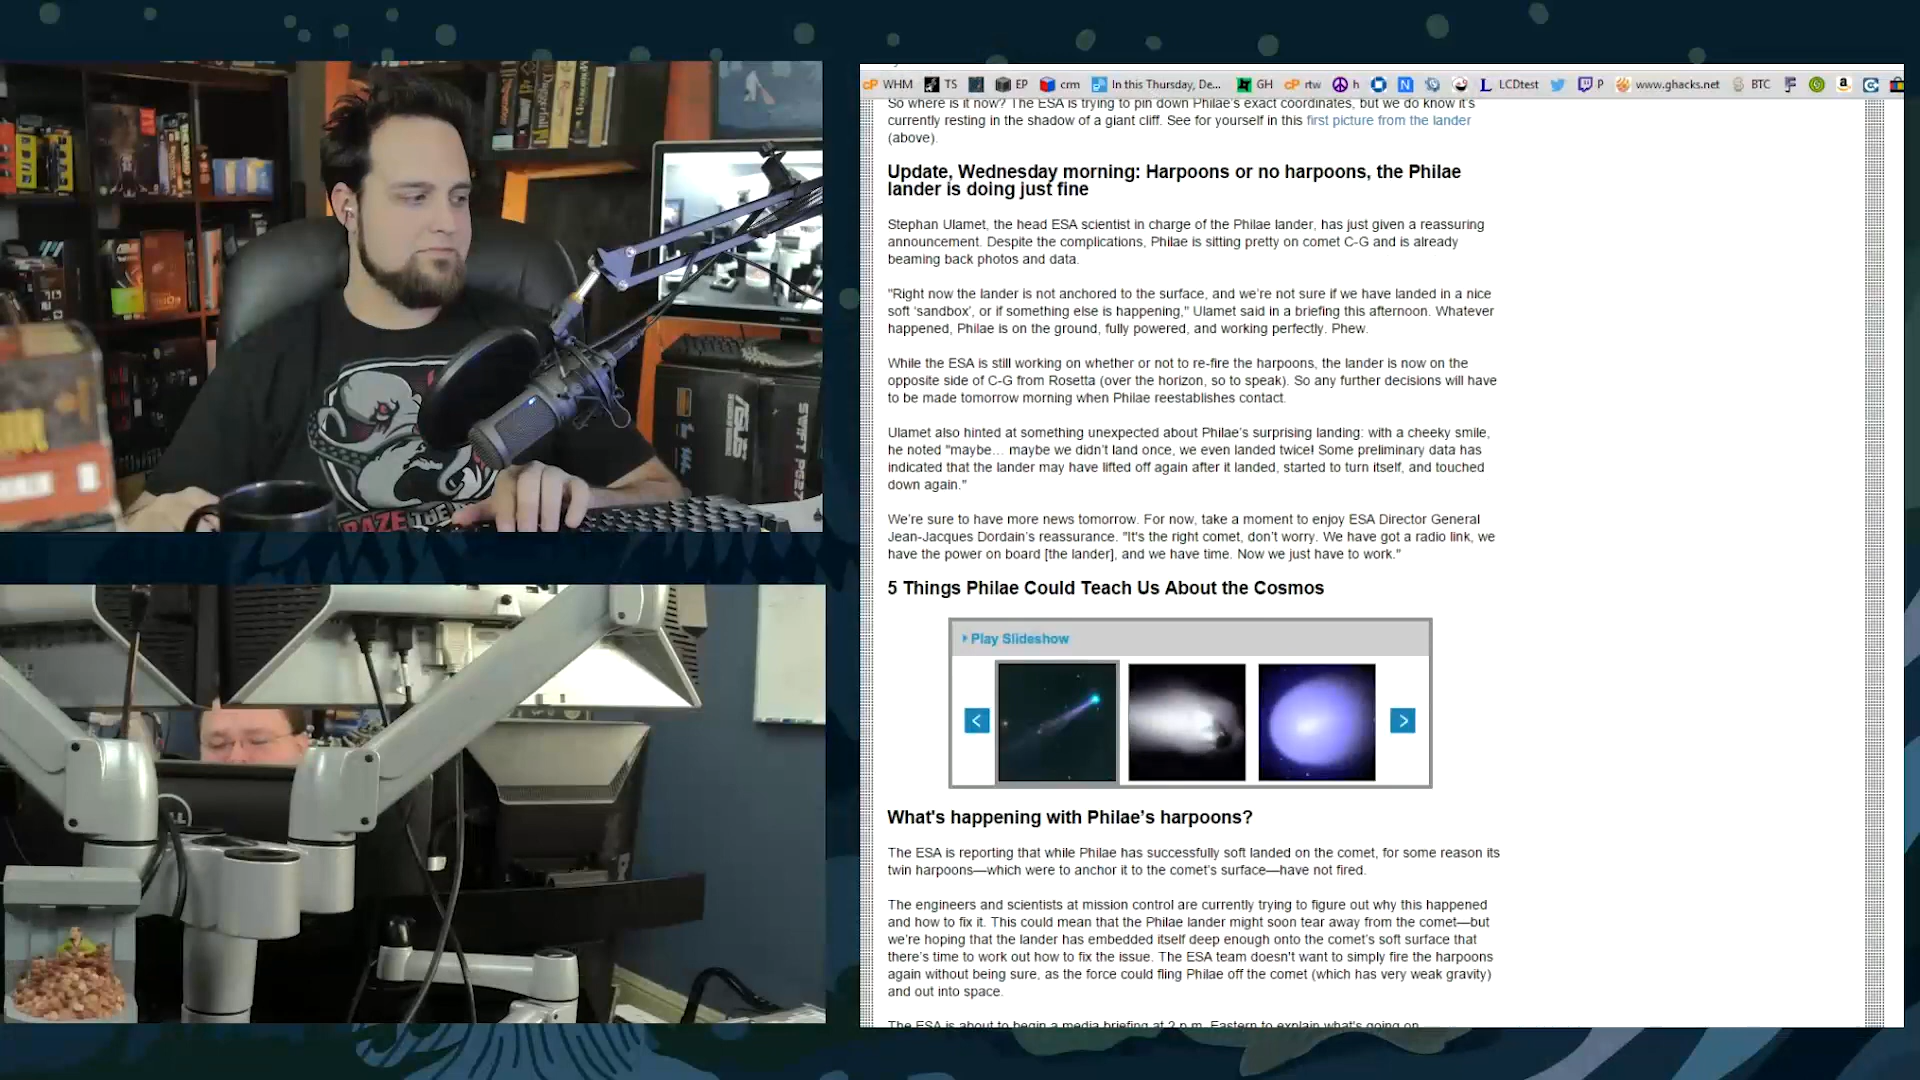 WHM TS EP crm In this Thursday, De... GH rtw h N L LCDtest P www.ghacks.net BTC
So where is it now? The ESA is trying to pin down Philae's exact coordinates, but we do know it's
currently resting in the shadow of a giant cliff. See for yourself in this first picture from the lander
(above).
Update, Wednesday morning: Harpoons or no harpoons, the Philae
lander is doing just fine
Stephan Ulamet, the head ESA scientist in charge of the Philae lander, has just given a reassuring
announcement. Despite the complications, Philae is sitting pretty on comet C-G and is already
beaming back photos and data.
"Right now the lander is not anchored to the surface, and we're not sure if we have landed in a nice
soft 'sandbox', or if something else is happening," Ulamet said in a briefing this afternoon. Whatever
happened, Philae is on the ground, fully powered, and working perfectly. Phew.
While the ESA is still working on whether or not to re-fire the harpoons, the lander is now on the
opposite side of C-G from Rosetta (over the horizon, so to speak). So any further decisions will have
to be made tomorrow morning when Philae reestablishes contact.
Ulamet also hinted at something unexpected about Philae's surprising landing: with a cheeky smile,
he noted "maybe... maybe we didn't land once, we even landed twice! Some preliminary data has
indicated that the lander may have lifted off again after it landed, started to turn itself, and touched
down again."
We're sure to have more news tomorrow. For now, take a moment to enjoy ESA Director General
Jean-Jacques Dordain's reassurance. "It's the right comet, don't worry. We have got a radio link, we
have the power on board [the lander], and we have time. Now we just have to work."
5 Things Philae Could Teach Us About the Cosmos
Play Slideshow
< >
What's happening with Philae's harpoons?
The ESA is reporting that while Philae has successfully soft landed on the comet, for some reason its
twin harpoons—which were to anchor it to the comet's surface—have not fired.
The engineers and scientists at mission control are currently trying to figure out why this happened
and how to fix it. This could mean that the Philae lander might soon tear away from the comet—but
we're hoping that the lander has embedded itself deep enough onto the comet's soft surface that
there's time to work out how to fix the issue. The ESA team doesn't want to simply fire the harpoons
again without being sure, as the force could fling Philae off the comet (which has very weak gravity)
and out into space.
The ESA is about to begin a media briefing at 2 p.m. Eastern to explain what's going on
Daggerfall
RAZE THE
ASUS
SWIFT PG27
DELL